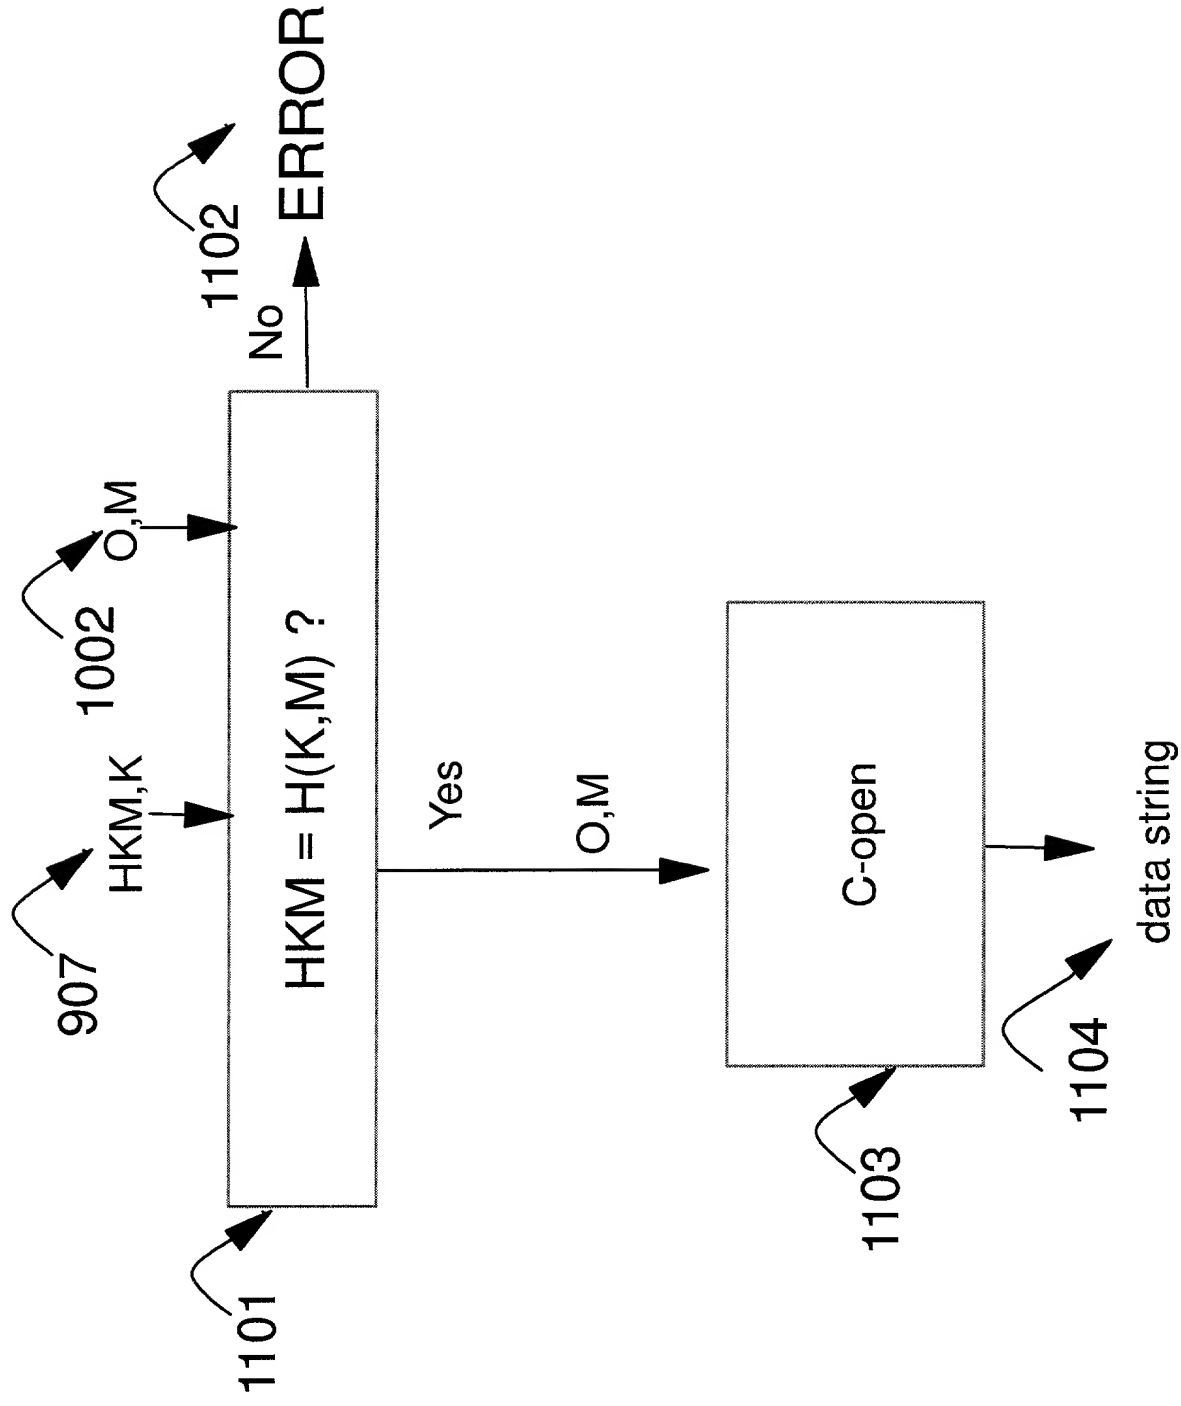 907
HKM,K
1002
O,M
1101
HKM = H(K,M) ?
No
1102
ERROR
Yes
O,M
1103
C-open
1104
data string